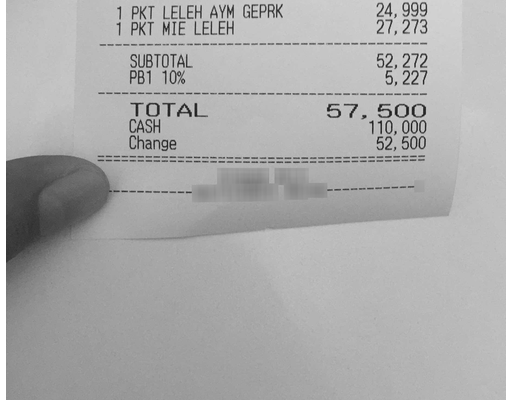 1 PKT LELEH AYM GEPRK 24,999
1 PKT MIE LELEH 27,273
SUBTOTAL 52,272
PB1 10% 5,227
TOTAL 57,500
CASH 110,000
Change 52,500